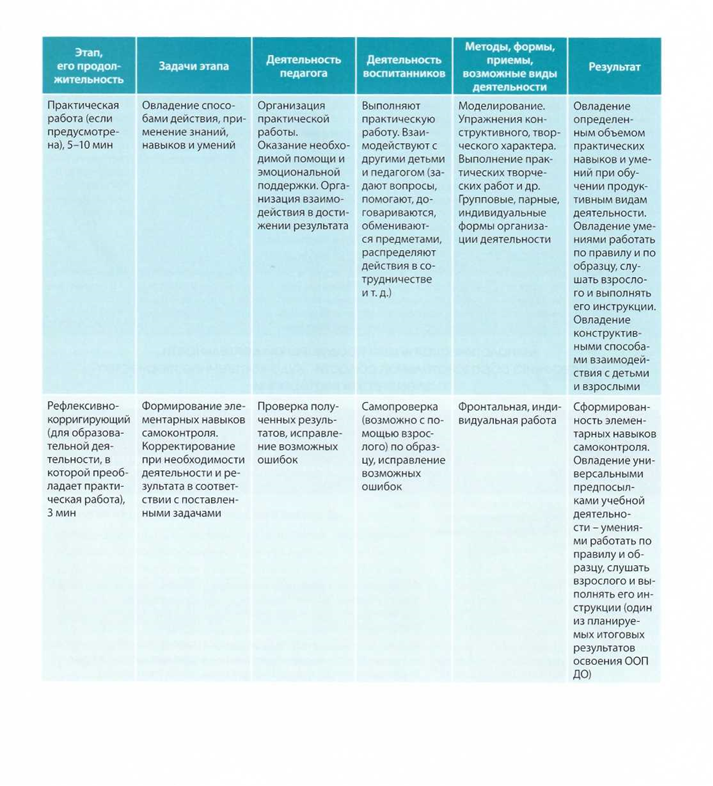 Этап,
его продол-
жительность
Задачи этапа
Деятельность
педагога
Деятельность
воспитанников
Методы, формы,
приемы,
возможные виды
деятельности
Результат
Практическая
работа (если
предусмотре-
на), 5–10 мин
Овладение спосо-
бами действия, при-
менение знаний,
навыков и умений
Организация
практической
работы.
Оказание необхо-
димой помощи и
эмоциональной
поддержки. Орга-
низация взаимо-
действия в дости-
жении результата
Выполняют
практическую
работу. Взаи-
модействуют с
другими детьми
и педагогом (за-
дают вопросы,
помогают, до-
говариваются,
обменивают-
ся предметами,
распределяют
действия в со-
трудничестве
и т. д.)
Моделирование.
Упражнения кон-
структивного, твор-
ческого характера.
Выполнение прак-
тических творчес-
ких работ и др.
Групповые, парные,
индивидуальные
формы организа-
ции деятельности
Овладение
определен-
ным объемом
практических
навыков и уме-
ний при обу-
чении продук-
тивным видам
деятельности.
Овладение уме-
ниями работать
по правилу и по
образцу, слу-
шать взросло-
го и выполнять
его инструкции.
Овладение
конструктив-
ными способа-
ми взаимодей-
ствия с детьми
и взрослыми
Рефлексивно-
корригирующий
(для образова-
тельной дея-
тельности, в
которой преоб-
ладает практи-
ческая работа),
3 мин
Формирование эле-
ментарных навыков
самоконтроля.
Корректирование
при необходимости
деятельности и ре-
зультата в соответ-
ствии с поставлен-
ными задачами
Проверка полу-
ченных резуль-
татов, исправле-
ние возможных
ошибок
Самопроверка
(возможно с по-
мощью взрос-
лого) по образ-
цу, исправление
возможных
ошибок
Фронтальная, инди-
видуальная работа
Сформирован-
ность элемен-
тарных навыков
самоконтроля.
Овладение уни-
версальными
предпосыл-
ками учебной
деятельно-
сти – умения-
ми работать по
правилу и об-
разцу, слушать
взрослого и вы-
полнять его ин-
струкции (один
из планируе-
мых итоговых
результатов
освоения ООП
ДО)